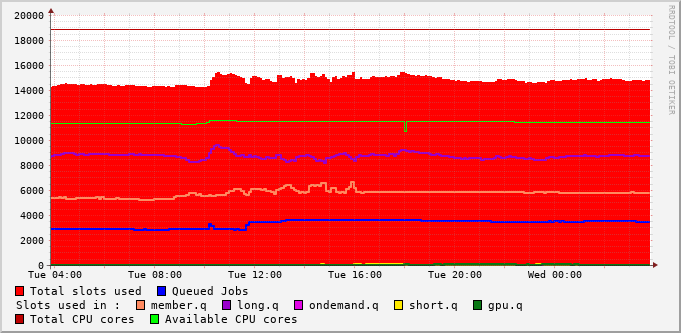 20000
18000
16000
14000
12000
10000
8000
6000
4000
2000
0
Tue 04:00 Tue 08:00 Tue 12:00 Tue 16:00 Tue 20:00 Wed 00:00
Total slots used Queued Jobs
Slots used in : member.q long.q ondemand.q short.q gpu.q
Total CPU cores Available CPU cores
RRDTOOL / TOBI OETIKER